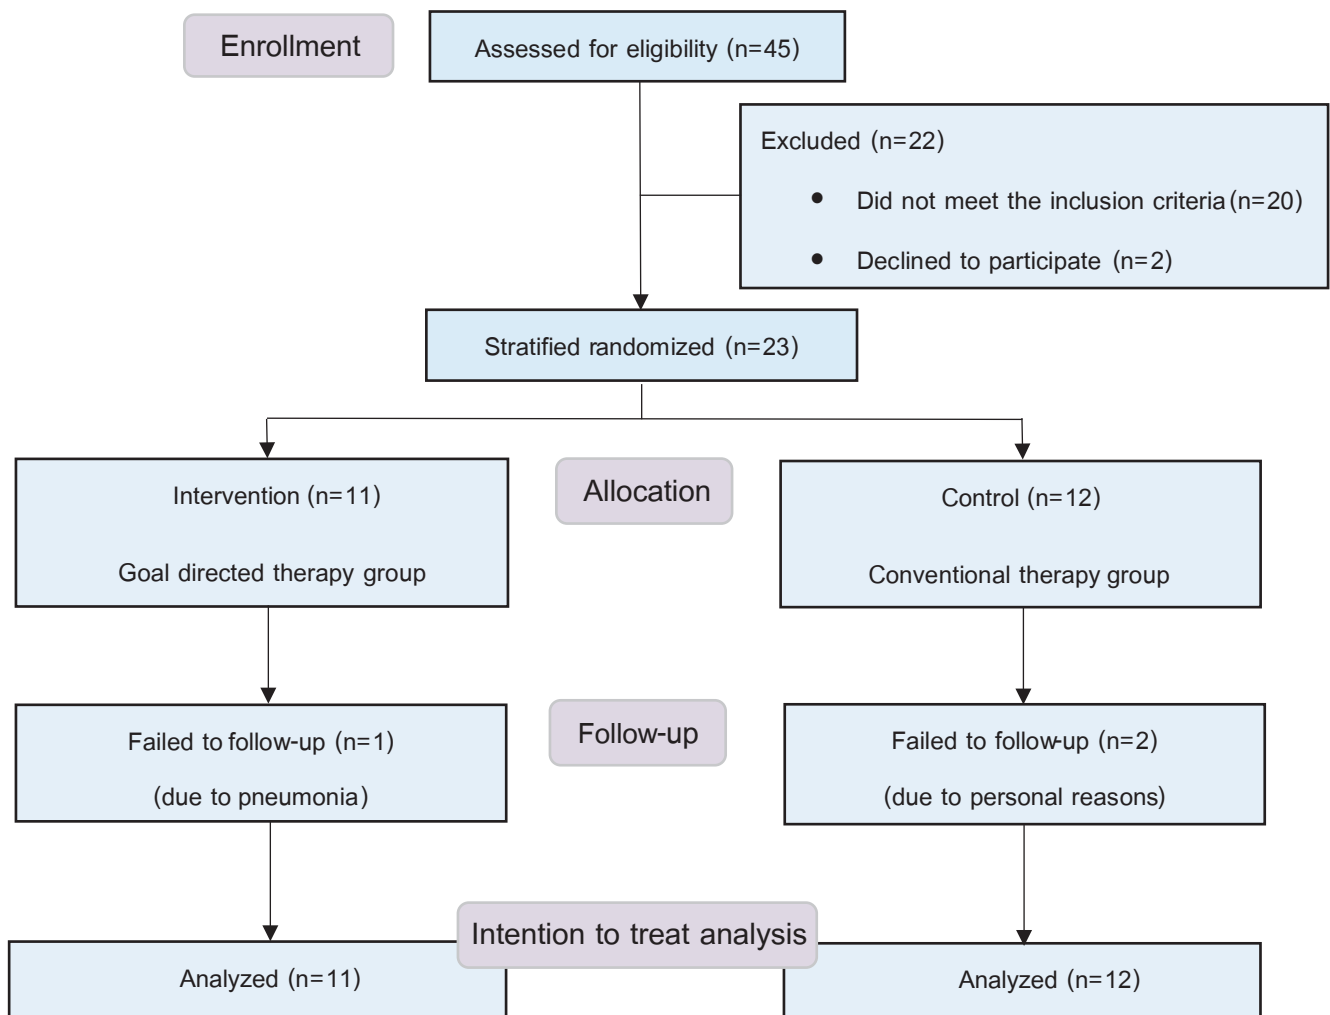 Enrollment
Assessed for eligibility (n=45)
Excluded (n=22)
• Did not meet the inclusion criteria (n=20)
• Declined to participate (n=2)
Stratified randomized (n=23)
Intervention (n=11)
Goal directed therapy group
Allocation
Control (n=12)
Conventional therapy group
Failed to follow-up (n=1)
(due to pneumonia)
Follow-up
Failed to follow-up (n=2)
(due to personal reasons)
Intention to treat analysis
Analyzed (n=11)
Analyzed (n=12)